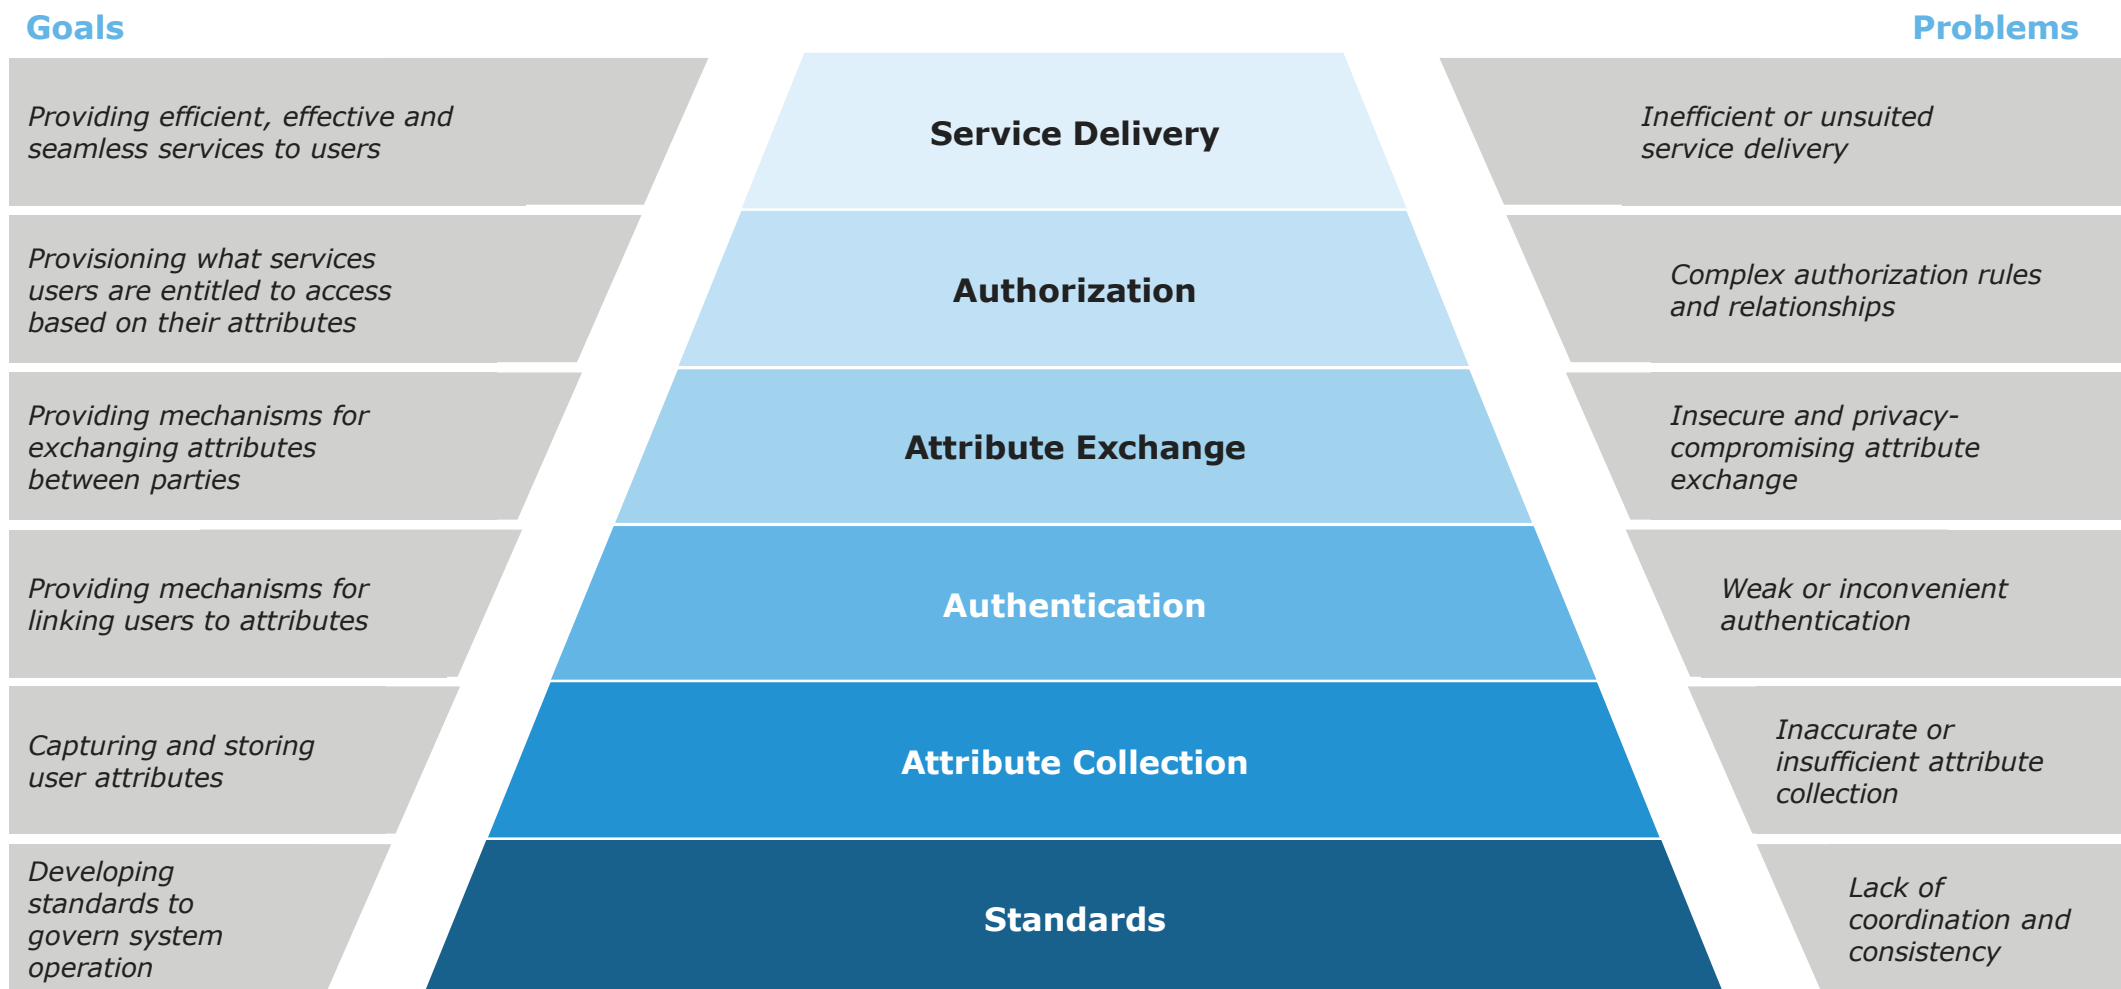 Goals
Problems
Providing efficient, effective and
seamless services to users
Service Delivery
Inefficient or unsuited
service delivery
Provisioning what services
users are entitled to access
based on their attributes
Authorization
Complex authorization rules
and relationships
Providing mechanisms for
exchanging attributes
between parties
Attribute Exchange
Insecure and privacy-
compromising attribute
exchange
Providing mechanisms for
linking users to attributes
Authentication
Weak or inconvenient
authentication
Capturing and storing
user attributes
Attribute Collection
Inaccurate or
insufficient attribute
collection
Developing
standards to
govern system
operation
Standards
Lack of
coordination and
consistency